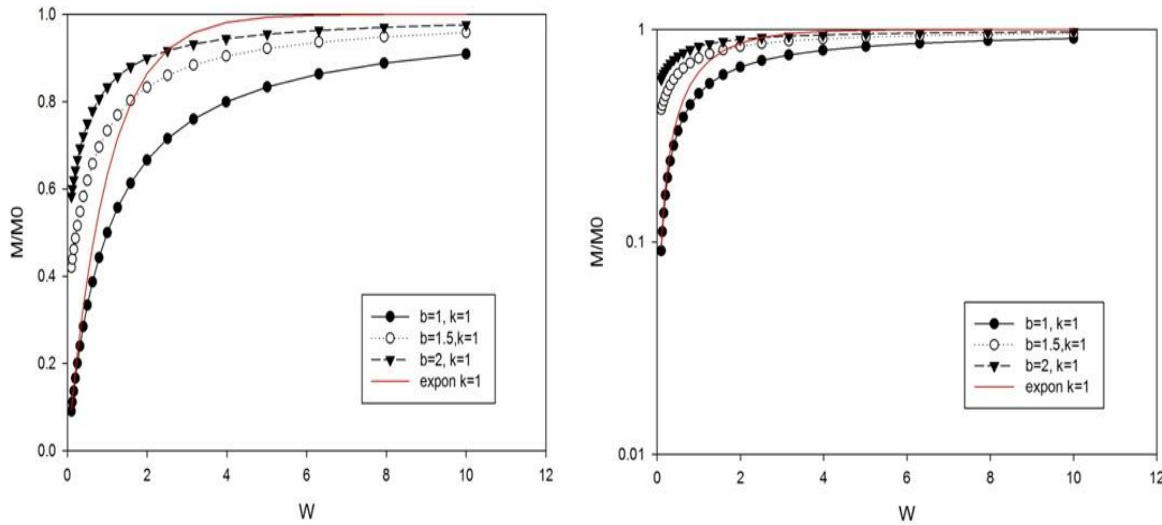 1.0
0.8
0.6
0.4
0.2
0.0
M/M0
0 2 4 6 8 10 12
W
b=1, k=1
b=1.5,k=1
b=2, k=1
expon k=1
1
0.1
0.01
M/M0
0 2 4 6 8 10 12
W
b=1, k=1
b=1.5,k=1
b=2, k=1
expon k=1